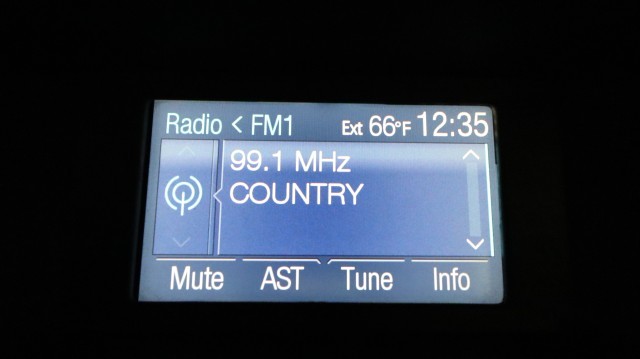 Radio < FM1 Ext 66°F 12:35
99.1 MHz
COUNTRY
Mute AST Tune Info